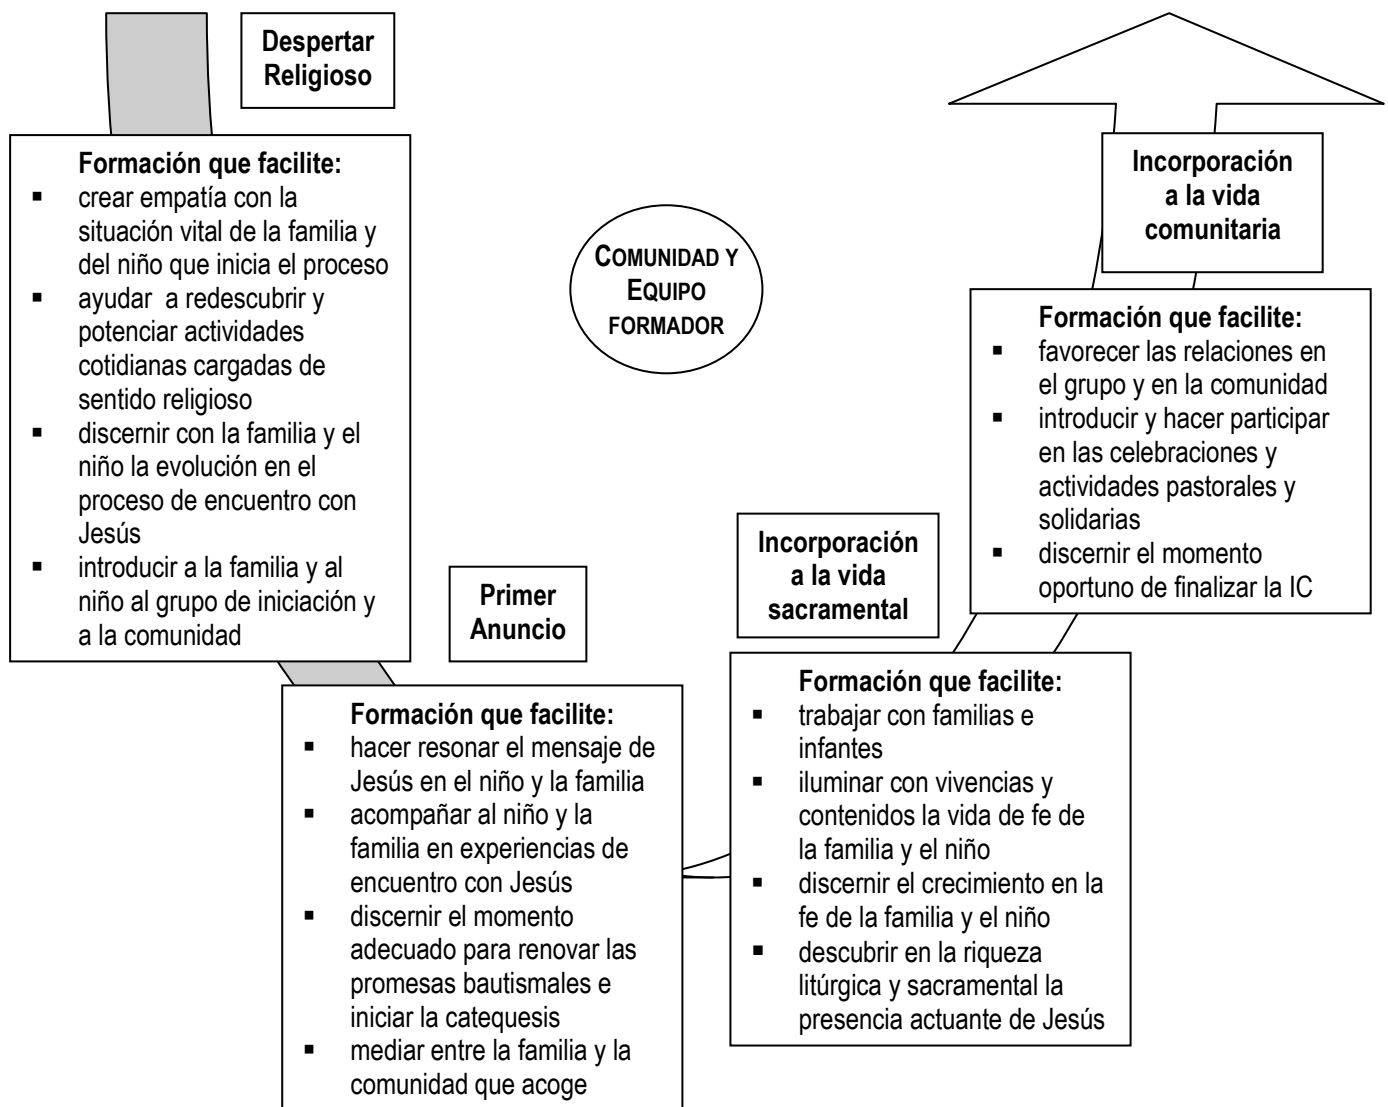 Despertar
Religioso
Formación que facilite:
▪ crear empatía con la
situación vital de la familia y
del niño que inicia el proceso
▪ ayudar a redescubrir y
potenciar actividades
cotidianas cargadas de
sentido religioso
▪ discernir con la familia y el
niño la evolución en el
proceso de encuentro con
Jesús
▪ introducir a la familia y al
niño al grupo de iniciación y
a la comunidad
Primer
Anuncio
Formación que facilite:
▪ hacer resonar el mensaje de
Jesús en el niño y la familia
▪ acompañar al niño y la
familia en experiencias de
encuentro con Jesús
▪ discernir el momento
adecuado para renovar las
promesas bautismales e
iniciar la catequesis
▪ mediar entre la familia y la
comunidad que acoge
COMUNIDAD Y
EQUIPO
FORMADOR
Incorporación
a la vida
sacramental
Formación que facilite:
▪ trabajar con familias e
infantes
▪ iluminar con vivencias y
contenidos la vida de fe de
la familia y el niño
▪ discernir el crecimiento en la
fe de la familia y el niño
▪ descubrir en la riqueza
litúrgica y sacramental la
presencia actuante de Jesús
Incorporación
a la vida
comunitaria
Formación que facilite:
▪ favorecer las relaciones en
el grupo y en la comunidad
▪ introducir y hacer participar
en las celebraciones y
actividades pastorales y
solidarias
▪ discernir el momento
oportuno de finalizar la IC